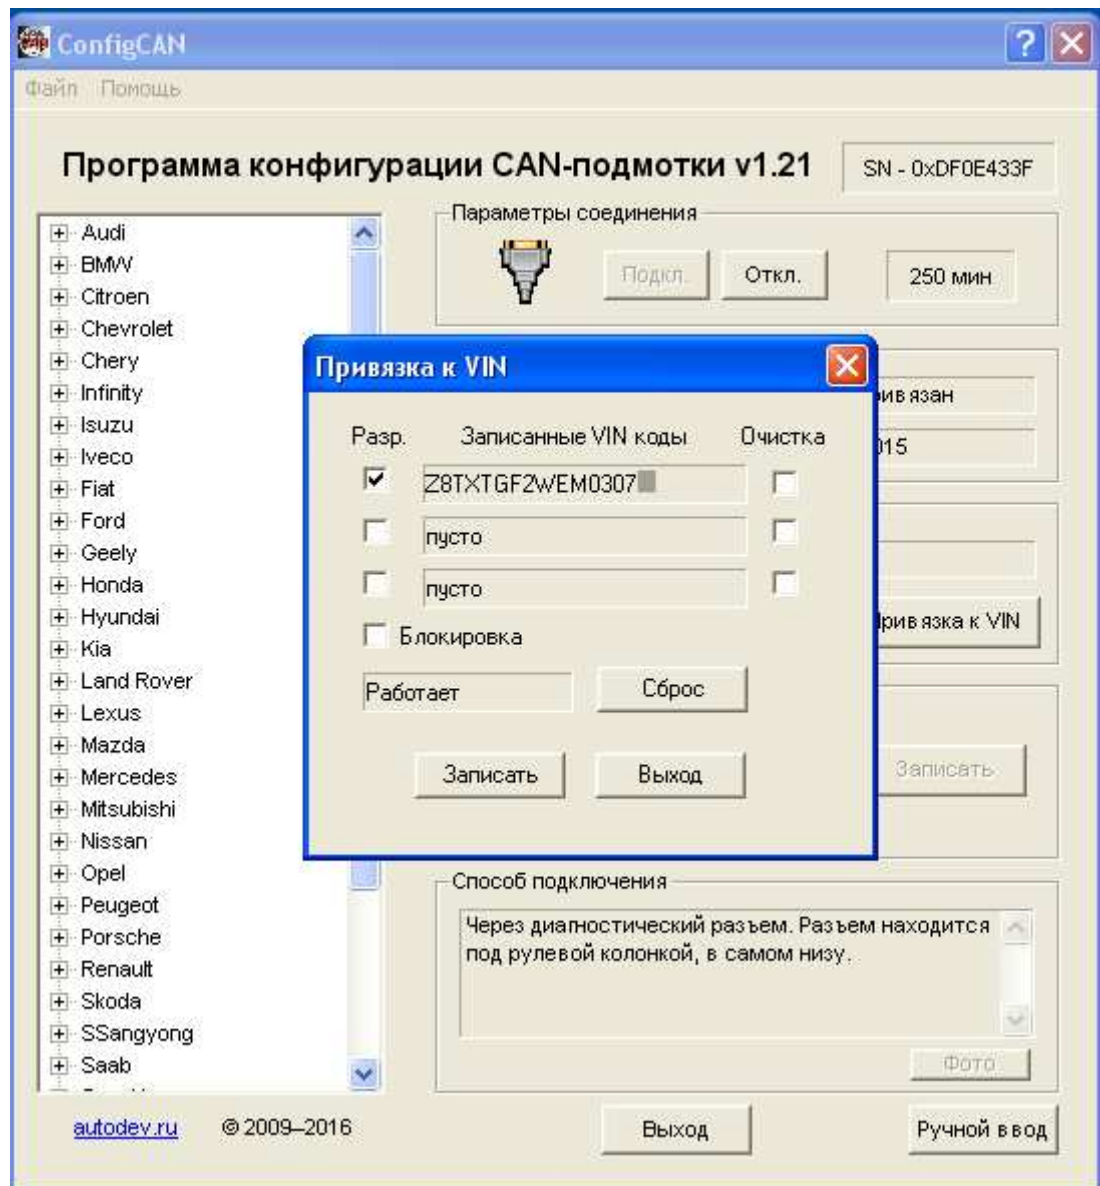 ConfigCAN
Файл Помощь
Программа конфигурации CAN-подмотки v1.21
SN - 0xDF0E433F
Audi
BMW
Citroen
Chevrolet
Chery
Infinity
Isuzu
Iveco
Fiat
Ford
Geely
Honda
Hyundai
Kia
Land Rover
Lexus
Mazda
Mercedes
Mitsubishi
Nissan
Opel
Peugeot
Porsche
Renault
Skoda
SSangyong
Saab
Параметры соединения
Подкл. Откл. 250 мин
Привязка к VIN
Разр. Записанные VIN коды Очистка
Z8TXTGF2WEM0307
пусто
пусто
Блокировка
Работает Сброс
Записать Выход
Привязка к VIN
Записать
Способ подключения
Через диагностический разъем. Разъем находится
под рулевой колонкой, в самом низу.
Фото
autodev.ru © 2009–2016 Выход Ручной ввод